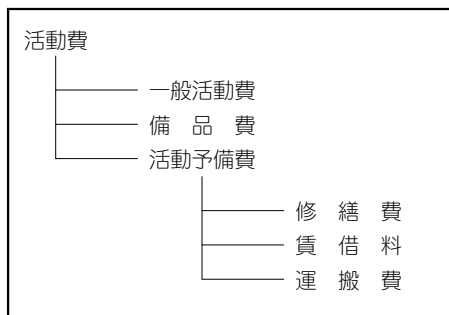 活動費
一般活動費
備 品 費
活動予備費
修 繕 費
賃 借 料
運 搬 費